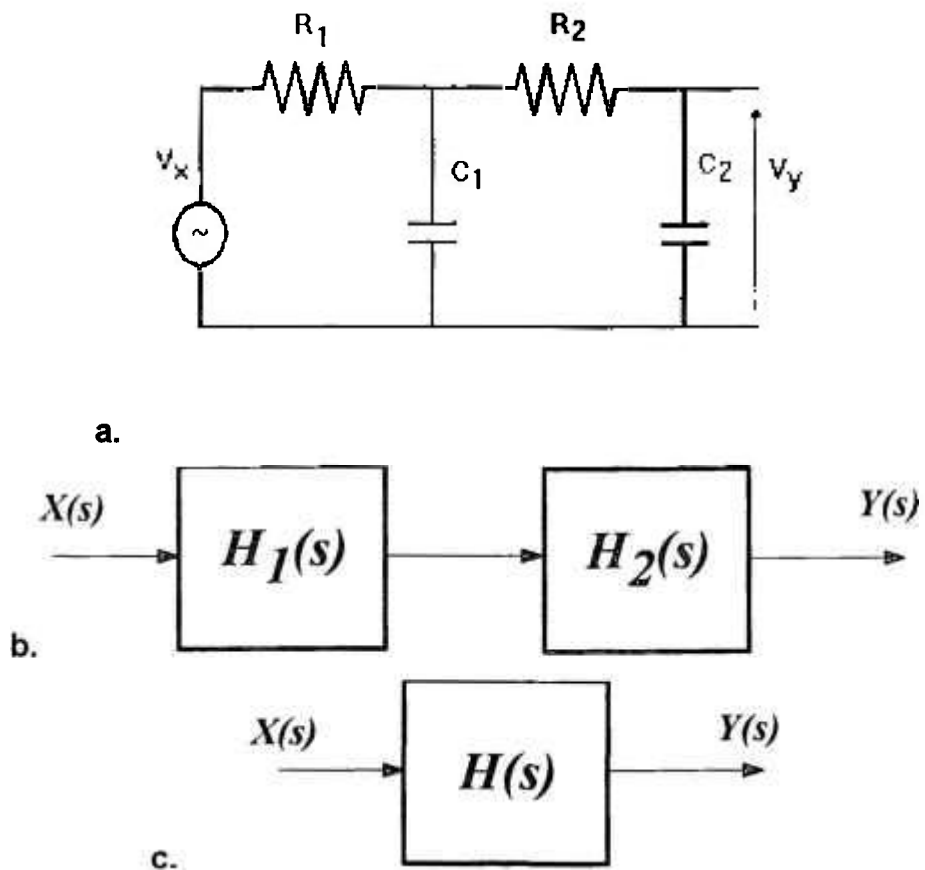 R1 R2
Vx C1 C2 Vy
~
a.
X(s) H1(s) H2(s) Y(s)
b.
X(s) H(s) Y(s)
c.